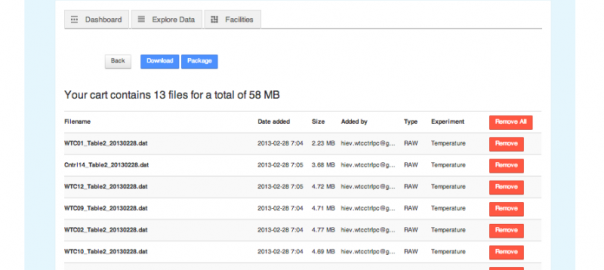 Dashboard Explore Data Facilities
Back Download Package
Your cart contains 13 files for a total of 58 MB
Filename Date added Size Added by Type Experiment Remove All
WTC01_Table2_20130228.dat 2013-02-28 7:04 2.23 MB hiev.wtcctrlpc@g... RAW Temperature Remove
Cntrl14_Table2_20130228.dat 2013-02-28 7:05 3.68 MB hiev.wtcctrlpc@g... RAW Temperature Remove
WTC12_Table2_20130228.dat 2013-02-28 7:05 4.72 MB hiev.wtcctrlpc@g... RAW Temperature Remove
WTC09_Table2_20130228.dat 2013-02-28 7:04 4.71 MB hiev.wtcctrlpc@g... RAW Temperature Remove
WTC02_Table2_20130228.dat 2013-02-28 7:04 4.77 MB hiev.wtcctrlpc@g... RAW Temperature Remove
WTC10_Table2_20130228.dat 2013-02-28 7:04 4.69 MB hiev.wtcctrlpc@g... RAW Temperature Remove